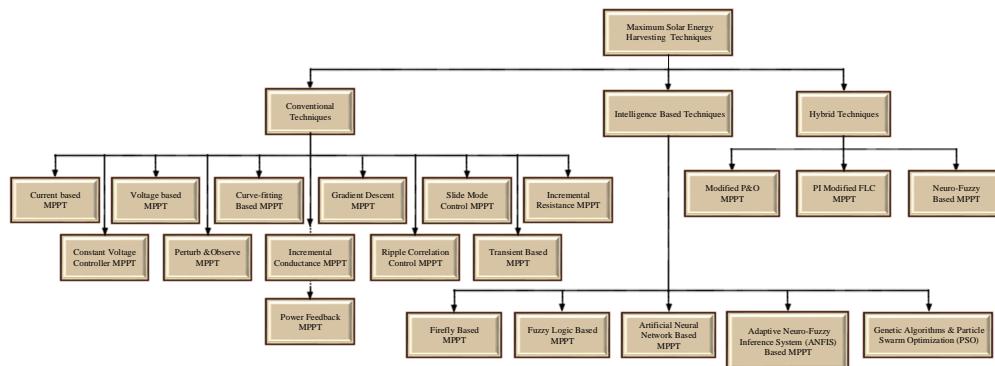 Maximum Solar Energy
Harvesting Techniques
Conventional
Techniques
Intelligence Based Techniques
Hybrid Techniques
Current based
MPPT
Voltage based
MPPT
Curve-fitting
Based MPPT
Gradient Descent
MPPT
Slide Mode
Control MPPT
Incremental
Resistance MPPT
Modified P&O
MPPT
PI Modified FLC
MPPT
Neuro-Fuzzy
Based MPPT
Constant Voltage
Controller MPPT
Perturb &Observe
MPPT
Incremental
Conductance MPPT
Ripple Correlation
Control MPPT
Transient Based
MPPT
Power Feedback
MPPT
Firefly Based
MPPT
Fuzzy Logic Based
MPPT
Artificial Neural
Network Based
MPPT
Adaptive Neuro-Fuzzy
Inference System (ANFIS)
Based MPPT
Genetic Algorithms & Particle
Swarm Optimization (PSO)